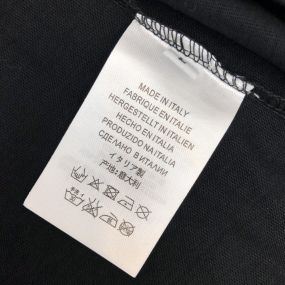 MADE IN ITALY
FABRIQUE EN ITALIE
HERGESTELLT IN ITALIEN
HECHO EN ITALIA
PRODUZIDO NA ITALIA
СДЕЛАНО В ИТАЛИИ
イタリア製
产地:意大利